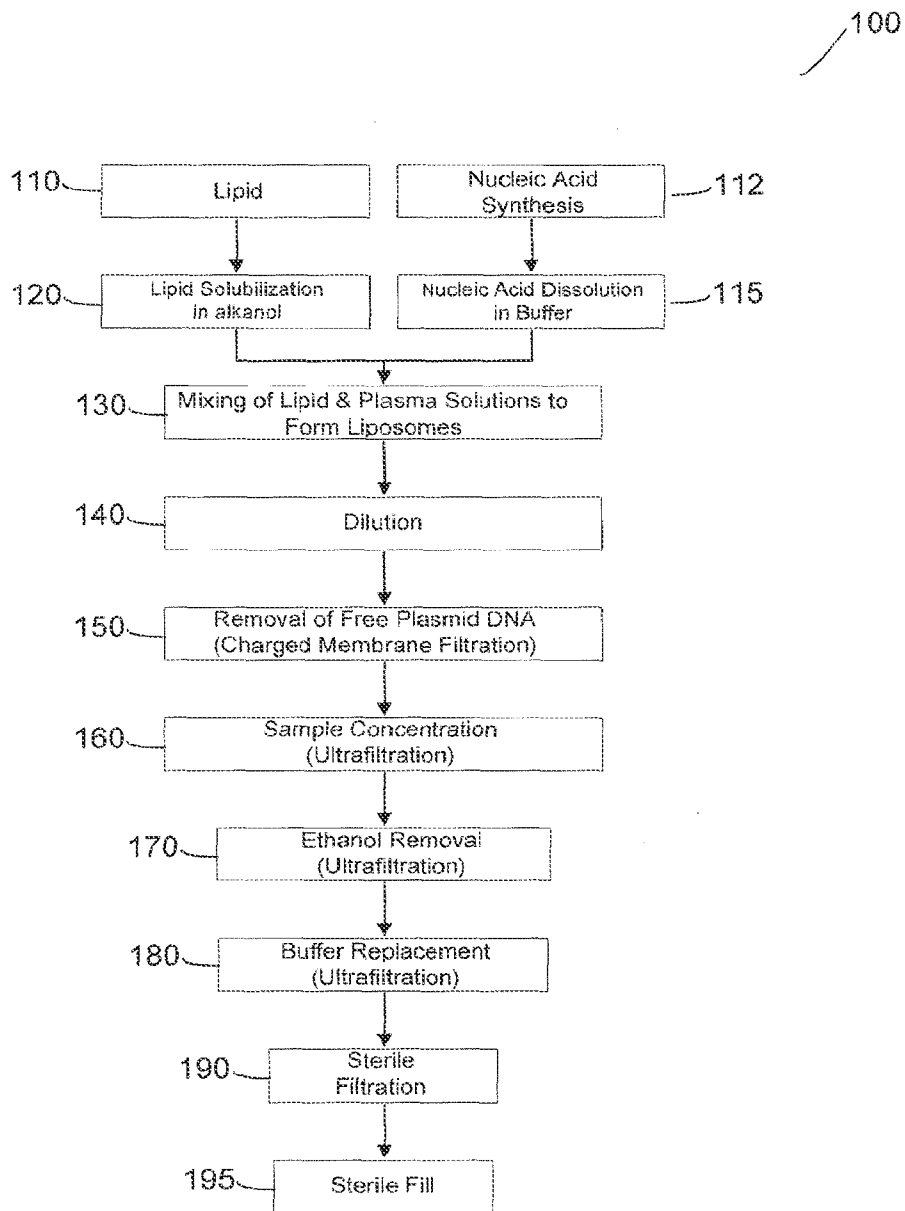 100
110 Lipid
Nucleic Acid 112
Synthesis
120 Lipid Solubilization
in alkanol
Nucleic Acid Dissolution 115
in Buffer
130 Mixing of Lipid & Plasma Solutions to
Form Liposomes
140 Dilution
150 Removal of Free Plasmid DNA
(Charged Membrane Filtration)
160 Sample Concentration
(Ultrafiltration)
170 Ethanol Removal
(Ultrafiltration)
180 Buffer Replacement
(Ultrafiltration)
190 Sterile
Filtration
195 Sterile Fill